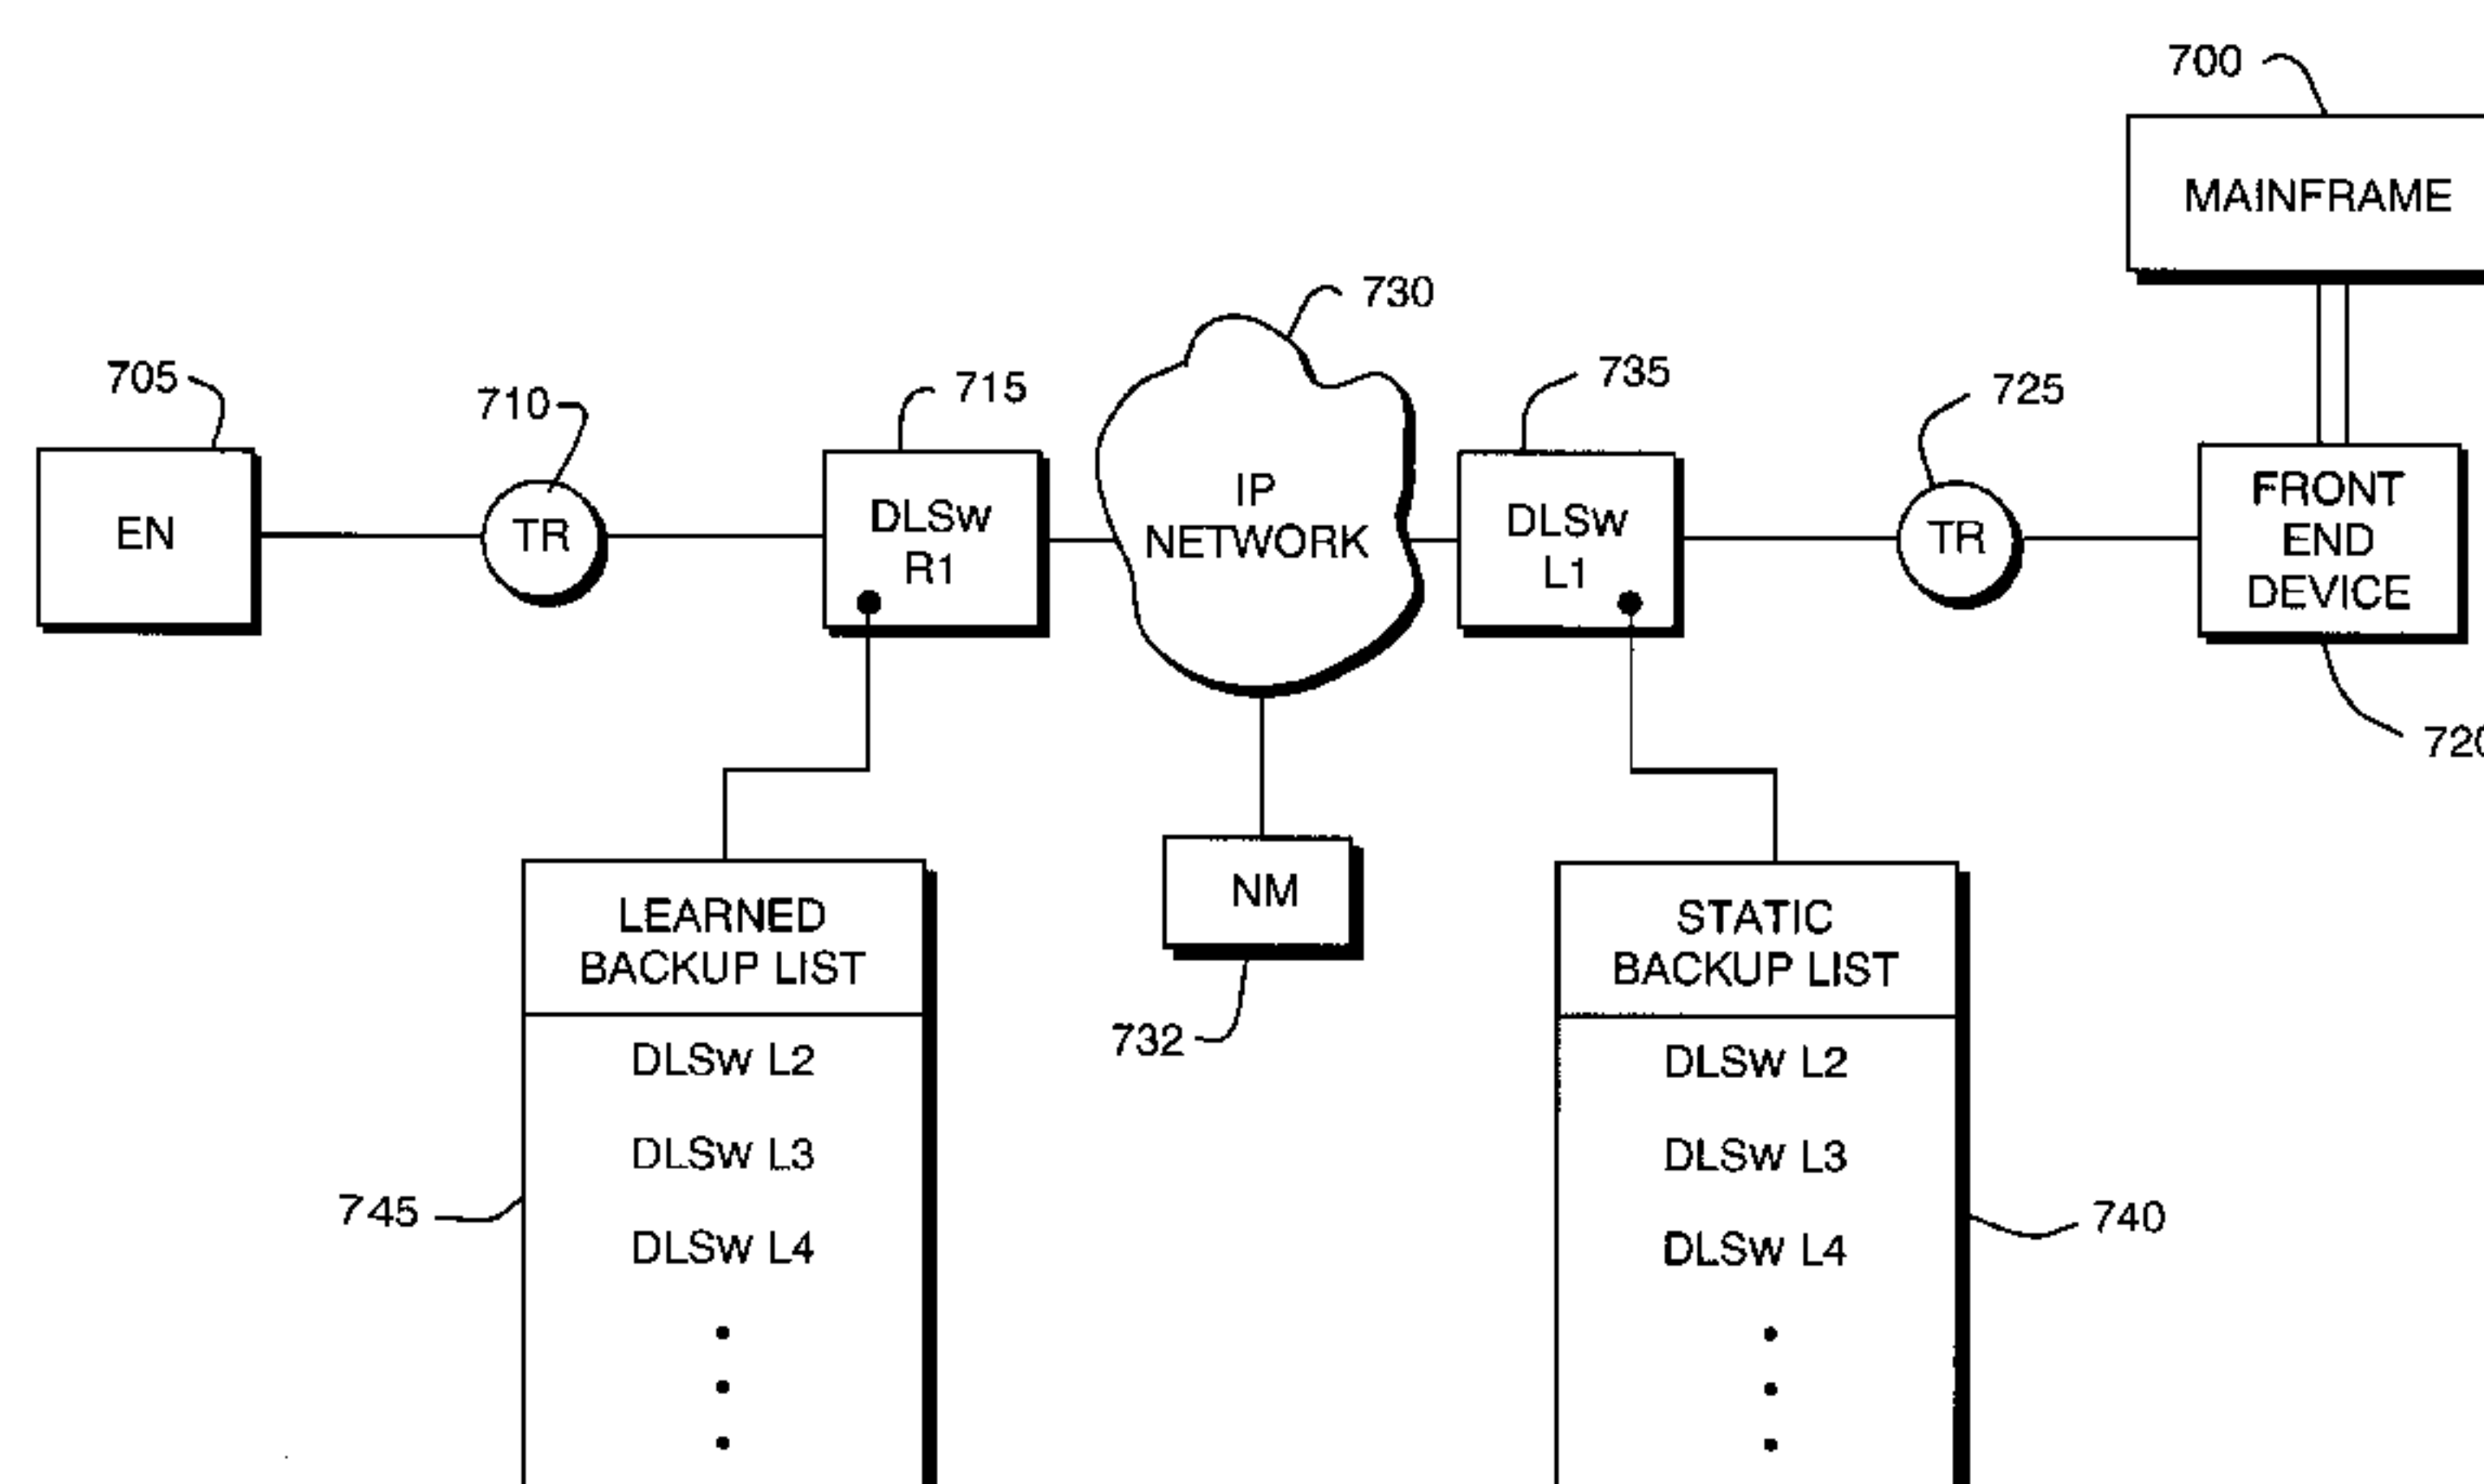 700
MAINFRAME
730
705
710
715
735
725
EN
TR
DLSw
R1
IP
NETWORK
DLSw
L1
TR
FRONT
END
DEVICE
LEARNED
BACKUP LIST
DLSw L2
DLSw L3
DLSw L4
745
NM
732
STATIC
BACKUP LIST
DLSw L2
DLSw L3
DLSw L4
740